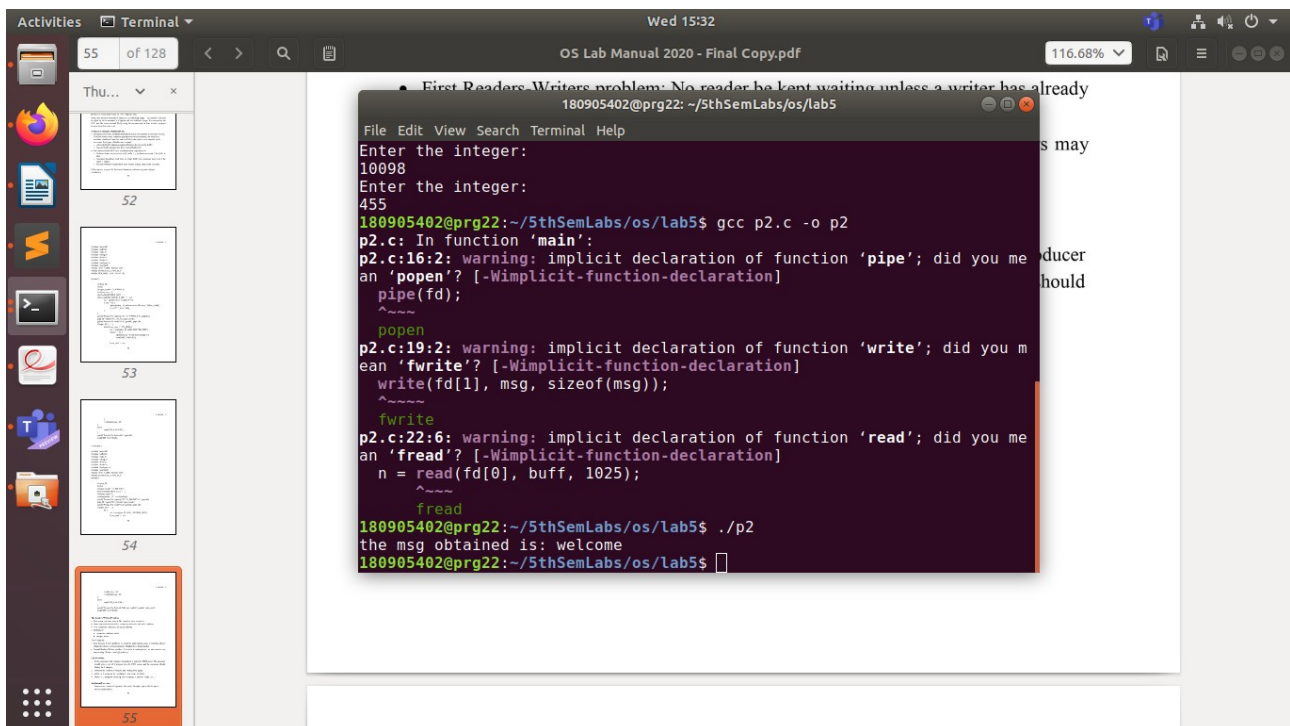 Activities Terminal Wed 15:32
55 of 128 OS Lab Manual 2020 - Final Copy.pdf 116.68%
Thu...
52
53
54
55
First Readers-Writers problem: No reader be kept waiting unless a writer has already
s may
ducer
hould
180905402@prg22: ~/5thSemLabs/os/lab5
File Edit View Search Terminal Help
Enter the integer:
10098
Enter the integer:
455
180905402@prg22:~/5thSemLabs/os/lab5$ gcc p2.c -o p2
p2.c: In function ‘main’:
p2.c:16:2: warning: implicit declaration of function ‘pipe’; did you me
an ‘popen’? [-Wimplicit-function-declaration]
pipe(fd);
^~~~
popen
p2.c:19:2: warning: implicit declaration of function ‘write’; did you m
ean ‘fwrite’? [-Wimplicit-function-declaration]
write(fd[1], msg, sizeof(msg));
^~~~~
fwrite
p2.c:22:6: warning: implicit declaration of function ‘read’; did you me
an ‘fread’? [-Wimplicit-function-declaration]
n = read(fd[0], buff, 1025);
^~~~
fread
180905402@prg22:~/5thSemLabs/os/lab5$ ./p2
the msg obtained is: welcome
180905402@prg22:~/5thSemLabs/os/lab5$